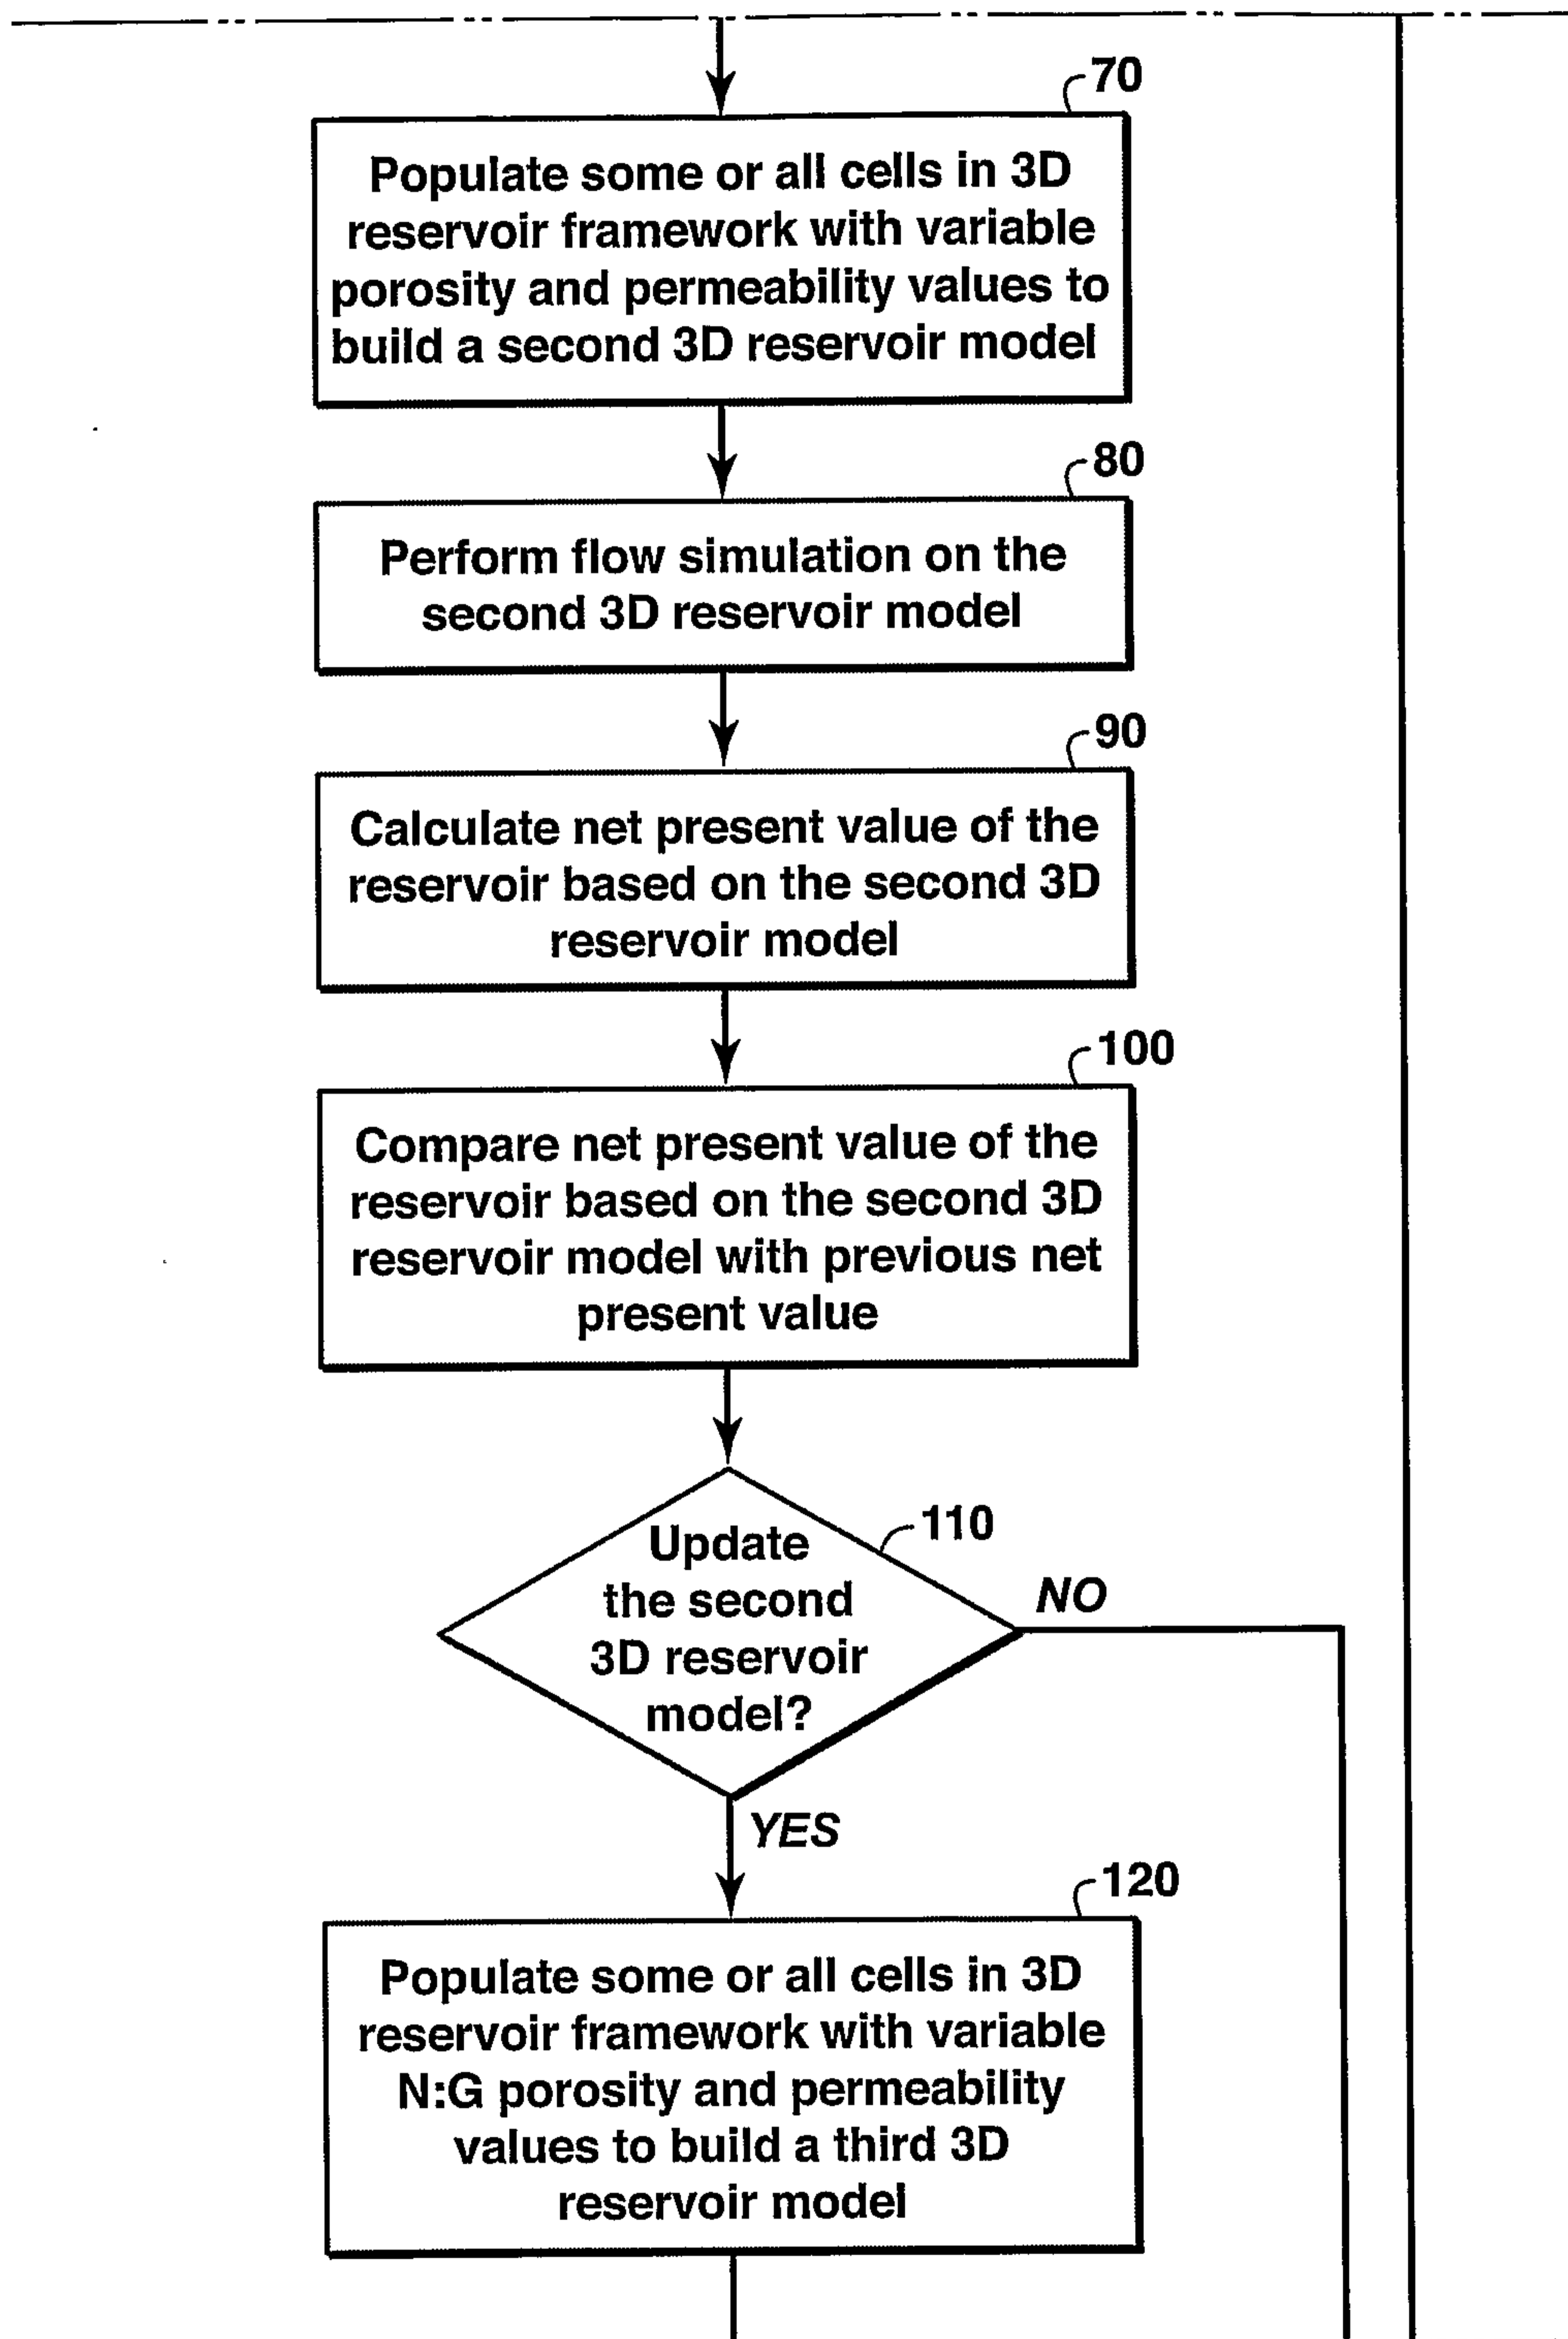 70
Populate some or all cells in 3D
reservoir framework with variable
porosity and permeability values to
build a second 3D reservoir model
80
Perform flow simulation on the
second 3D reservoir model
90
Calculate net present value of the
reservoir based on the second 3D
reservoir model
100
Compare net present value of the
reservoir based on the second 3D
reservoir model with previous net
present value
110
Update
the second
3D reservoir
model?
NO
YES
120
Populate some or all cells in 3D
reservoir framework with variable
N:G porosity and permeability
values to build a third 3D
reservoir model